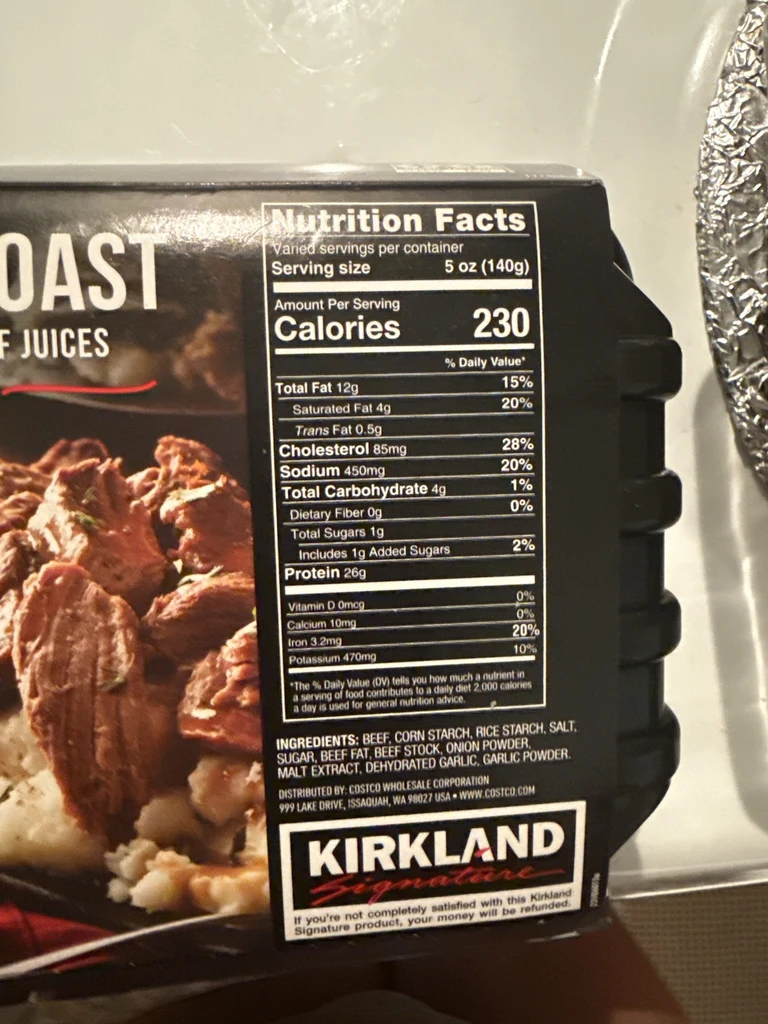 OAST
F JUICES
Nutrition Facts
Varied servings per container
Serving size 5 oz (140g)
Amount Per Serving
Calories 230
% Daily Value*
Total Fat 12g 15%
Saturated Fat 4g 20%
Trans Fat 0.5g
Cholesterol 85mg 28%
Sodium 450mg 20%
Total Carbohydrate 4g 1%
Dietary Fiber 0g 0%
Total Sugars 1g
Includes 1g Added Sugars 2%
Protein 26g
Vitamin D 0mcg 0%
Calcium 10mg 0%
Iron 3.2mg 20%
Potassium 470mg 10%
*The % Daily Value (DV) tells you how much a nutrient in
a serving of food contributes to a daily diet 2,000 calories
a day is used for general nutrition advice.
INGREDIENTS: BEEF, CORN STARCH, RICE STARCH, SALT,
SUGAR, BEEF FAT, BEEF STOCK, ONION POWDER,
MALT EXTRACT, DEHYDRATED GARLIC, GARLIC POWDER.
DISTRIBUTED BY: COSTCO WHOLESALE CORPORATION
999 LAKE DRIVE, ISSAQUAH, WA 98027 USA • WWW.COSTCO.COM
KIRKLAND
Signature
If you're not completely satisfied with this Kirkland
Signature product, your money will be refunded.